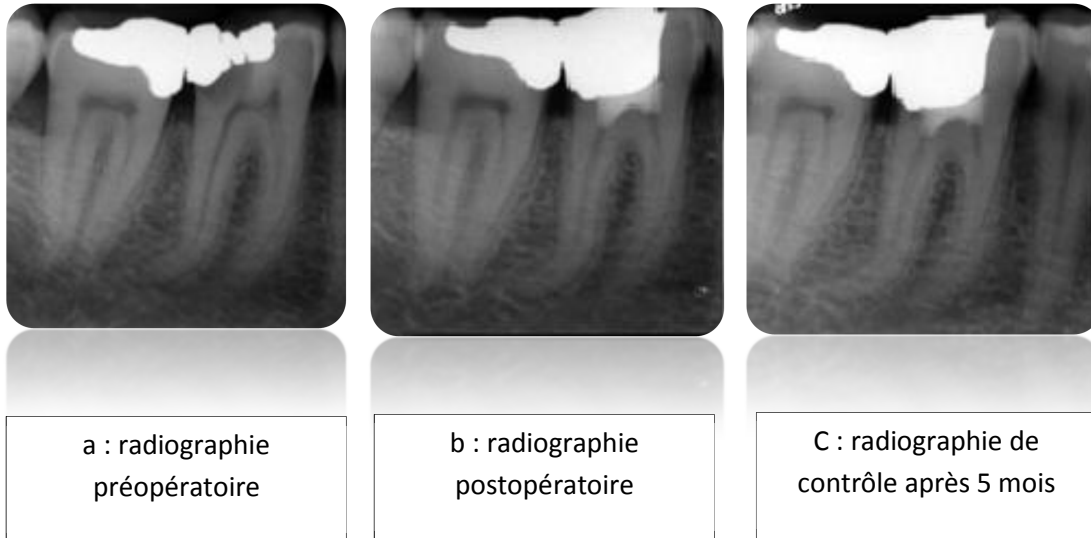 a : radiographie
préopératoire
b : radiographie
postopératoire
C : radiographie de
contrôle après 5 mois